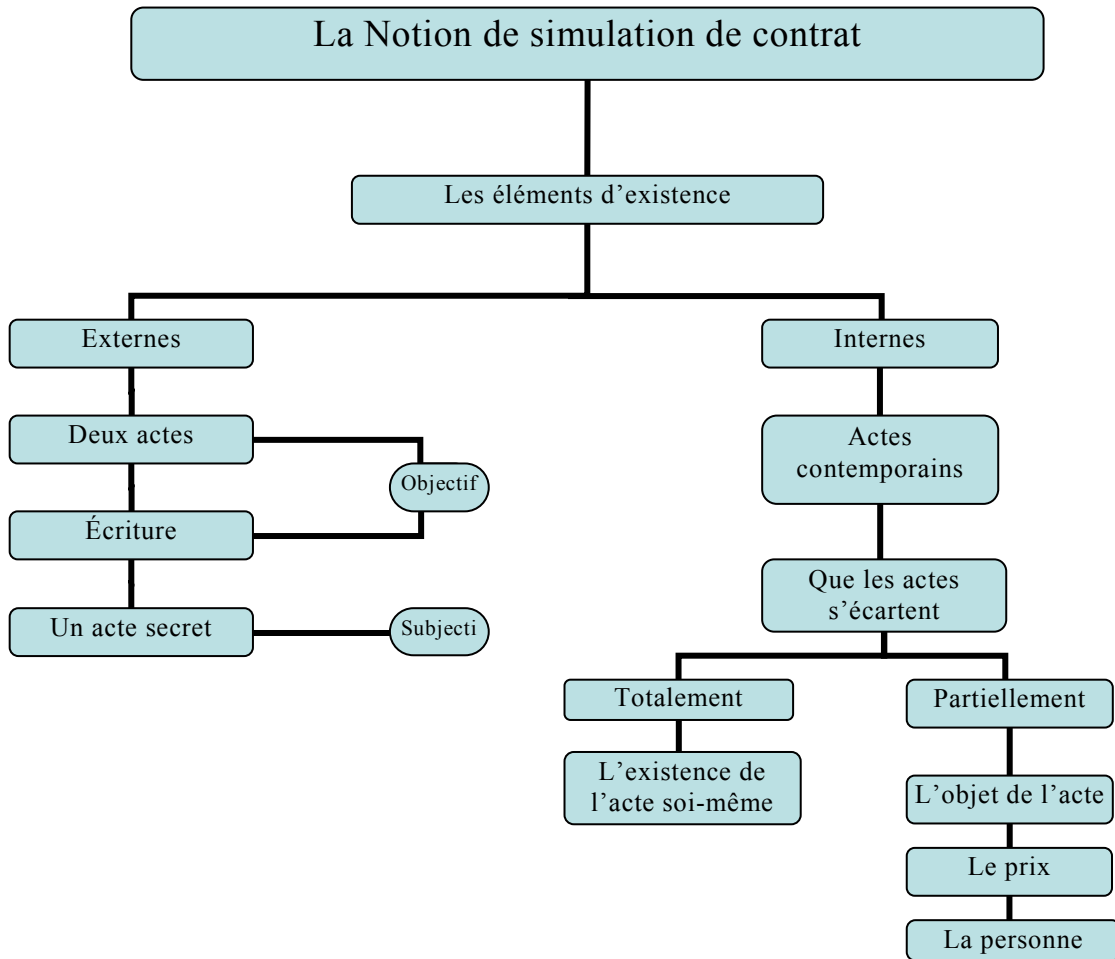 La Notion de simulation de contrat
Les éléments d’existence
Externes
Internes
Deux actes
Objectif
Écriture
Un acte secret
Subjecti
Actes
contemporains
Que les actes
s’écartent
Totalement
Partiellement
L’existence de
l’acte soi-même
L’objet de l’acte
Le prix
La personne